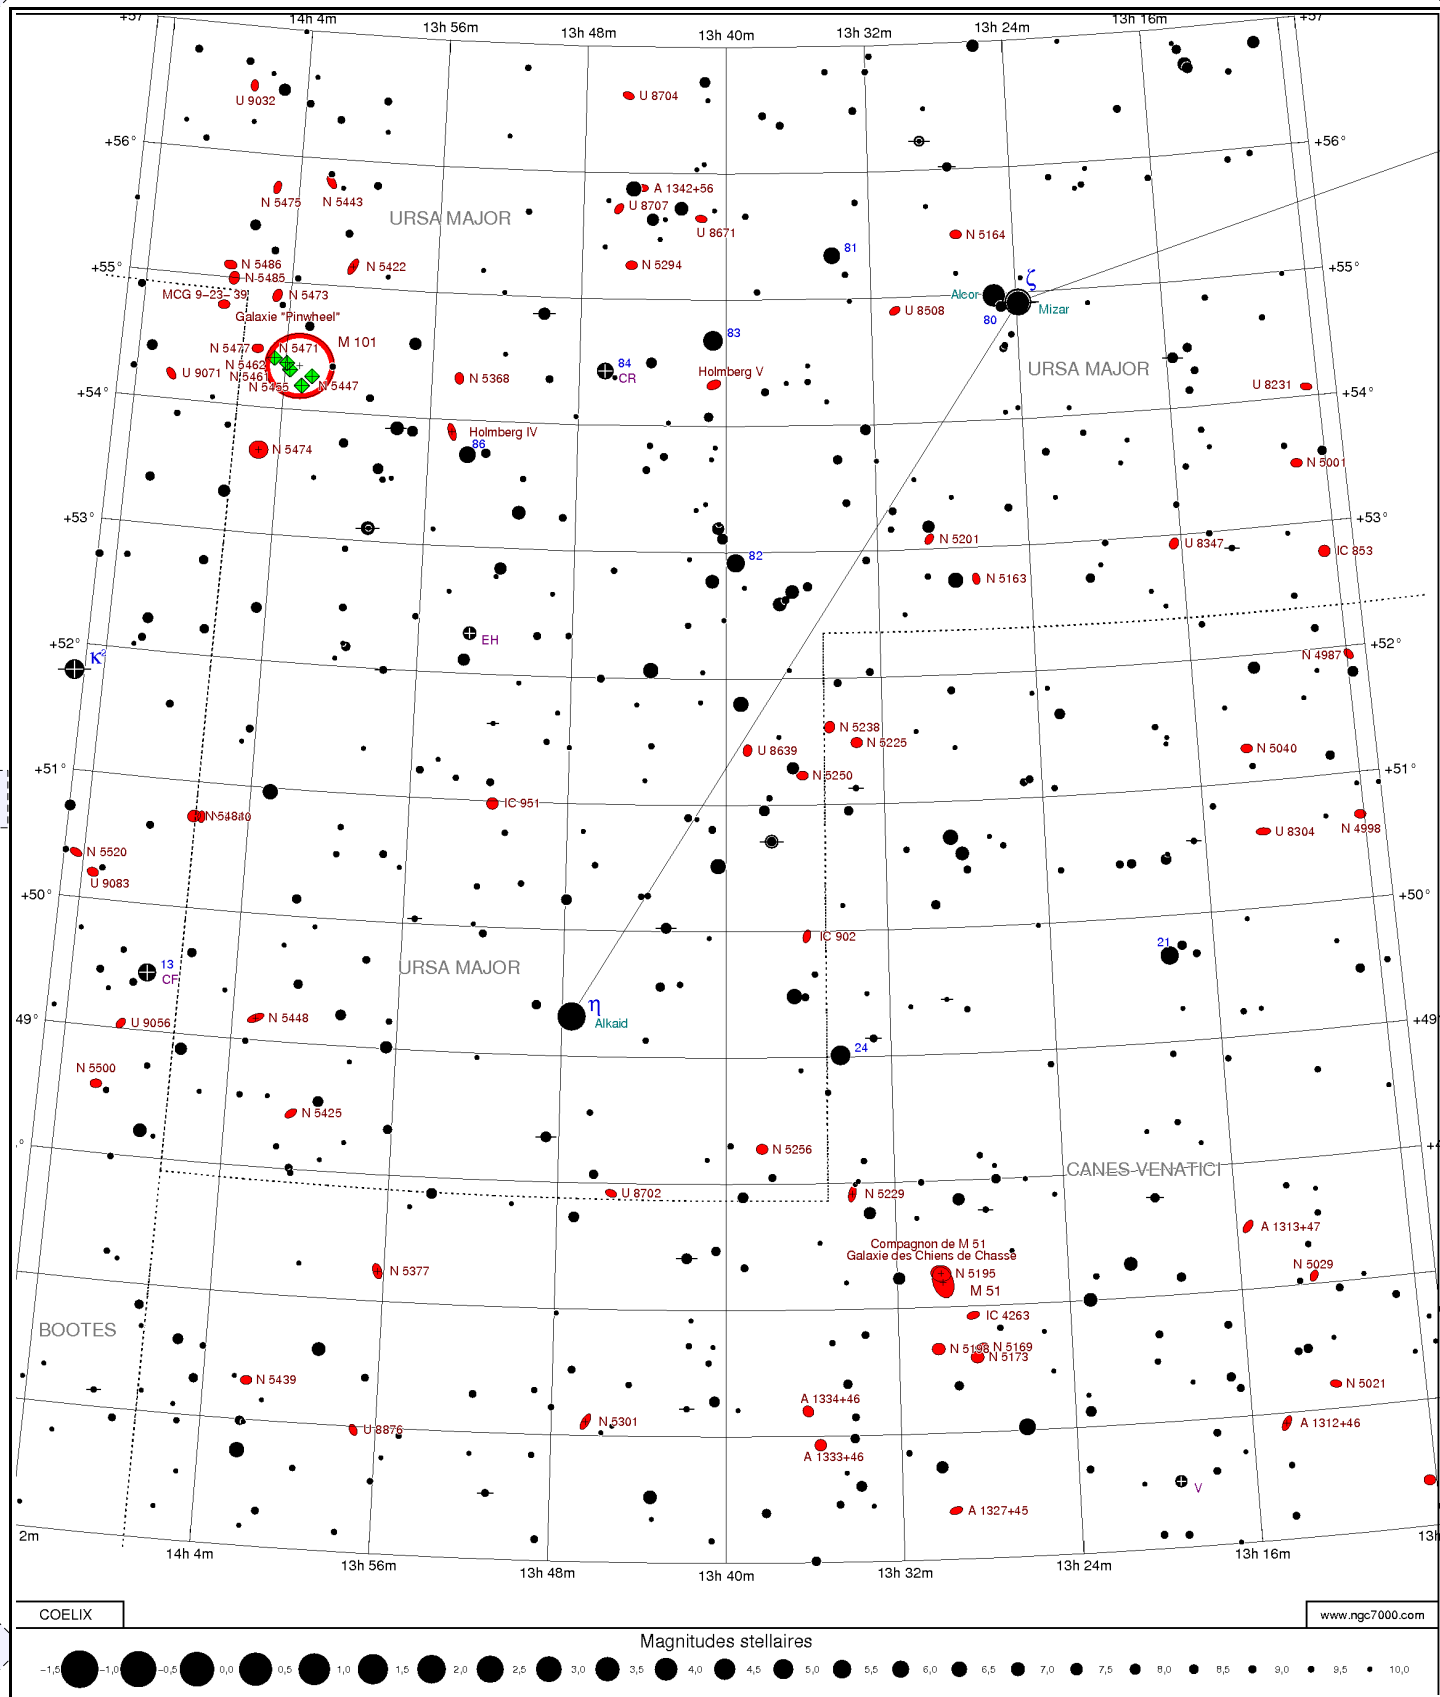 +57
14h 4m
13h 56m
13h 48m
13h 40m
13h 32m
13h 24m
13h 16m
+57
U 9032
U 8704
+56°
+56°
N 5475
N 5443
A 1342+56
U 8707
URSA MAJOR
U 8671
N 5164
81
+55°
N 5486
N 5422
N 5294
+55°
N 5485
ζ
MCG 9-23-39
N 5473
Alcor
Mizar
80
Galaxie "Pinwheel"
U 8508
83
N 5477
N 5471
M 101
84
CR
Holmberg V
URSA MAJOR
U 9071
N 5462
N 5461
N 5455
N 5447
N 5368
U 8231
+54°
+54°
Holmberg IV
86
N 5474
N 5001
+53°
+53°
N 5201
U 8347
IC 853
82
N 5163
EH
+52°
+52°
κ²
N 4987
N 5238
N 5225
U 8639
N 5250
N 5040
+51°
+51°
IC 951
N 5481
U 8304
N 4998
N 5520
U 9083
+50°
+50°
IC 902
21
13
CF
URSA MAJOR
η
Alkaid
N 5448
U 9056
49°
+49°
24
N 5500
N 5425
N 5256
°
+4
CANES VENATICI
U 8702
N 5229
A 1313+47
Compagnon de M 51
Galaxie des Chiens de Chasse
N 5377
N 5195
M 51
N 5029
IC 4263
BOOTES
N 5198
N 5169
N 5173
N 5439
N 5021
A 1334+46
N 5301
U 8876
A 1312+46
A 1333+46
V
A 1327+45
2m
14h 4m
13h 56m
13h 48m
13h 40m
13h 32m
13h 24m
13h 16m
13h
COELIX
www.ngc7000.com
Magnitudes stellaires
-1,5 -1,0 -0,5 0,0 0,5 1,0 1,5 2,0 2,5 3,0 3,5 4,0 4,5 5,0 5,5 6,0 6,5 7,0 7,5 8,0 8,5 9,0 9,5 10,0